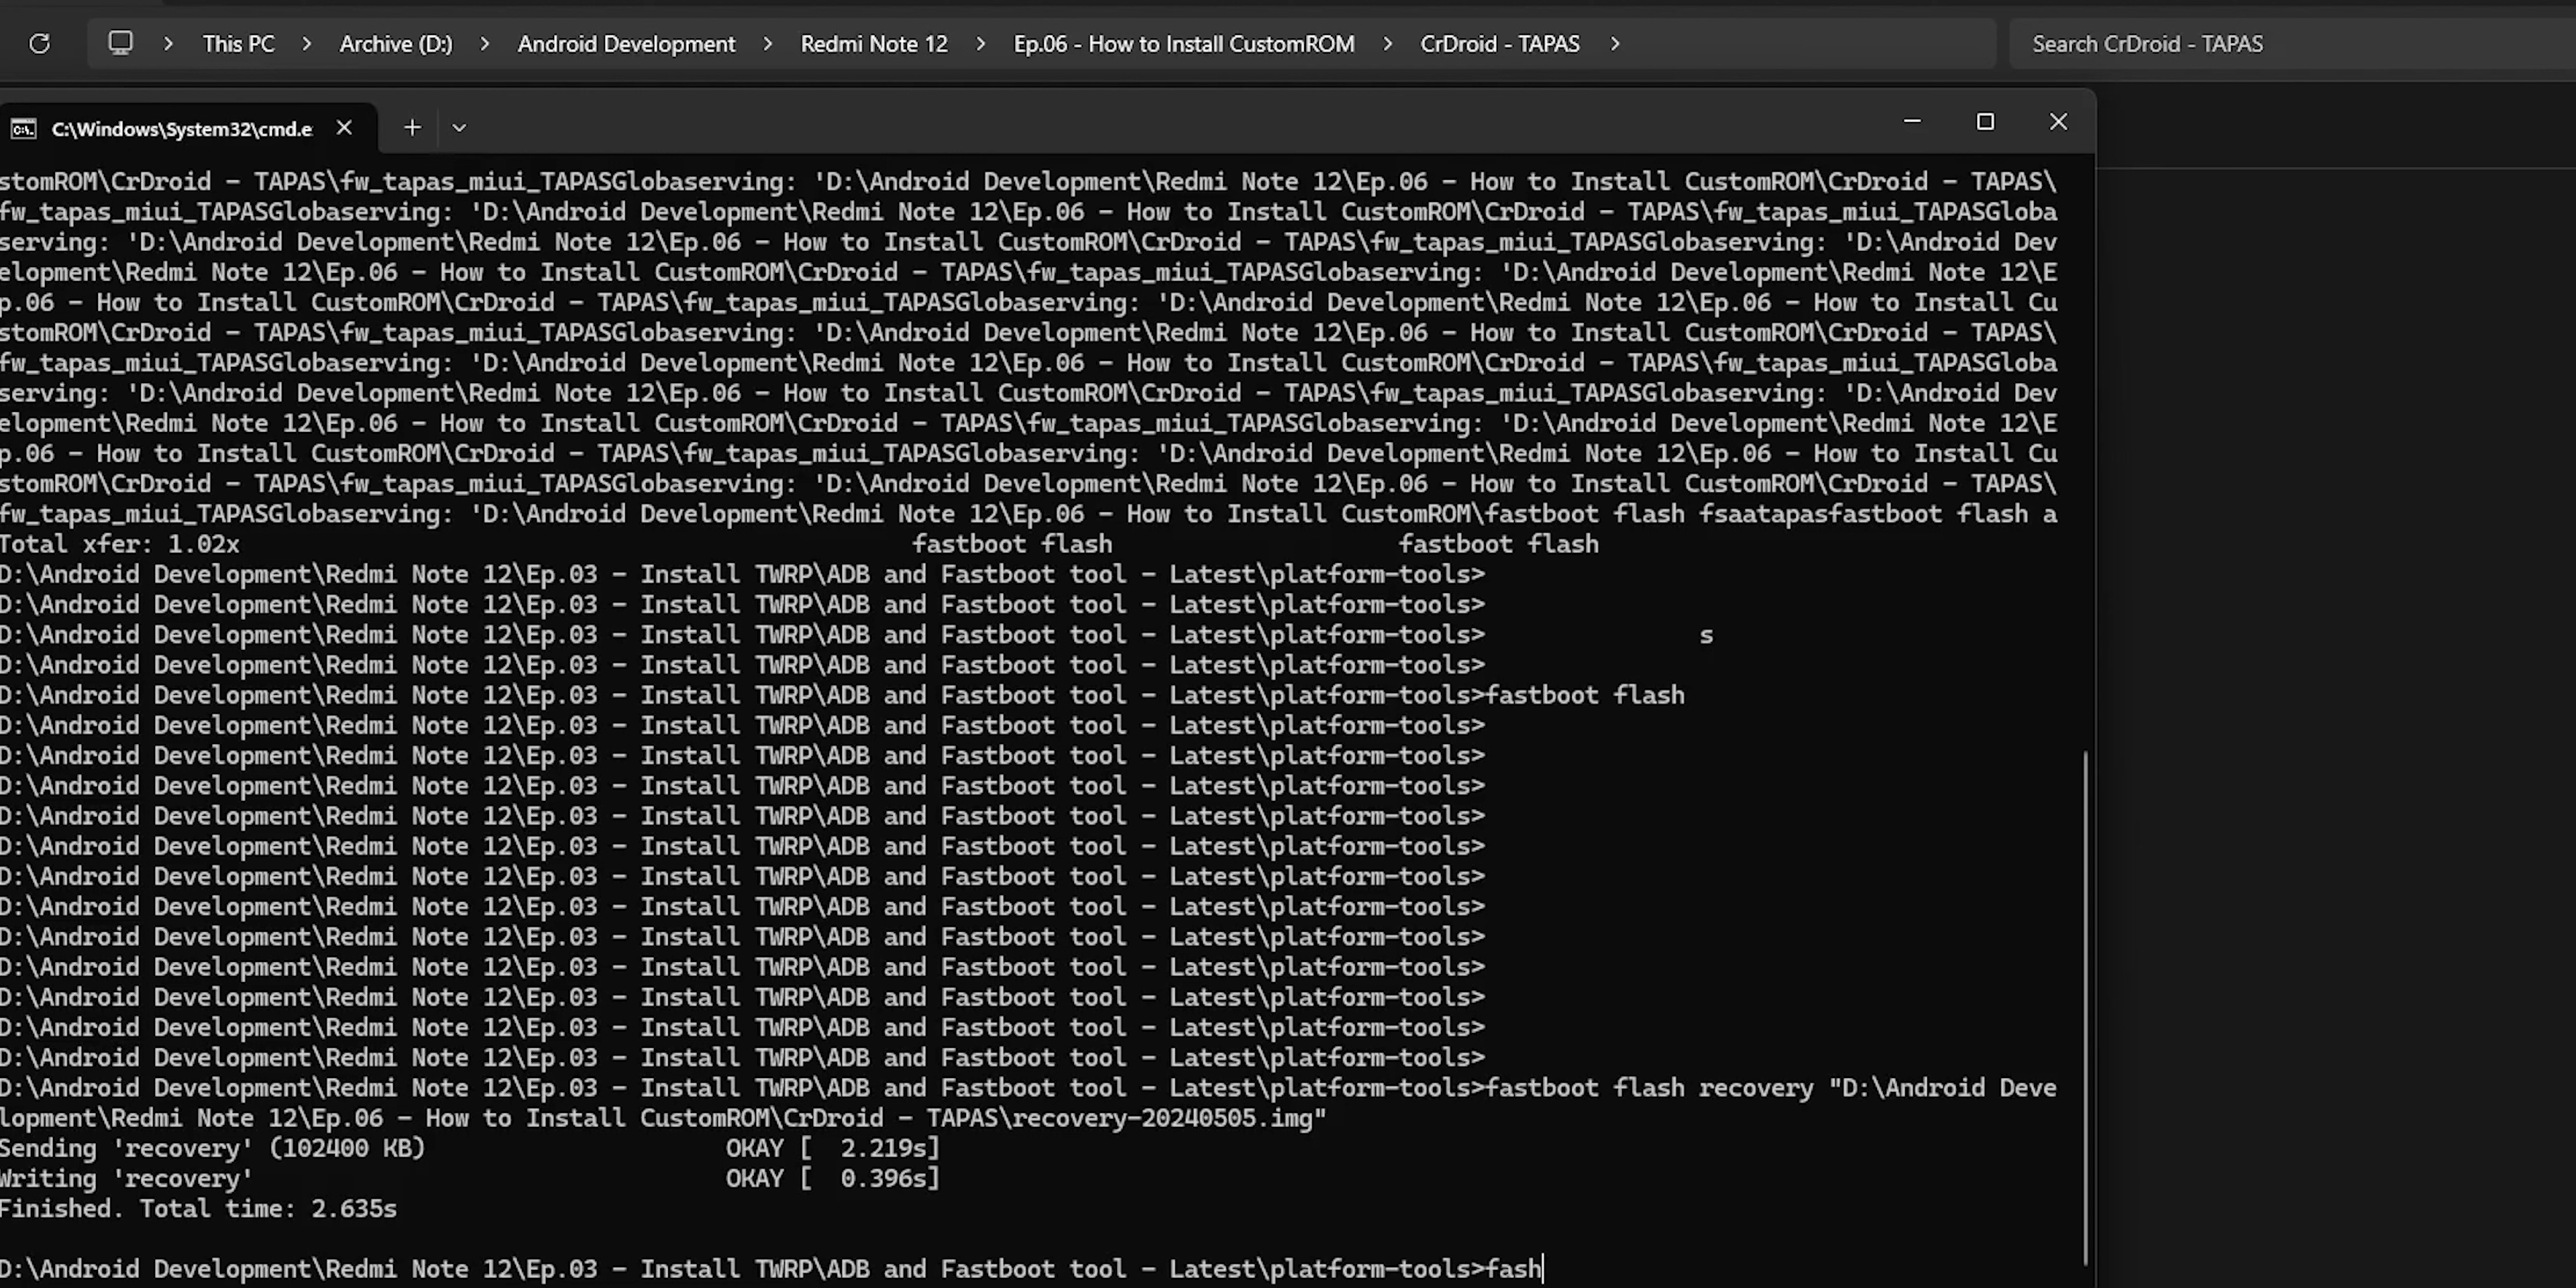 This PC > Archive (D:) > Android Development > Redmi Note 12 > Ep.06 - How to Install CustomROM > CrDroid - TAPAS >
Search CrDroid - TAPAS
C:\Windows\System32\cmd.e
stomROM\CrDroid - TAPAS\fw_tapas_miui_TAPASGlobaserving: 'D:\Android Development\Redmi Note 12\Ep.06 - How to Install CustomROM\CrDroid - TAPAS\
fw_tapas_miui_TAPASGlobaserving: 'D:\Android Development\Redmi Note 12\Ep.06 - How to Install CustomROM\CrDroid - TAPAS\fw_tapas_miui_TAPASGloba
serving: 'D:\Android Development\Redmi Note 12\Ep.06 - How to Install CustomROM\CrDroid - TAPAS\fw_tapas_miui_TAPASGlobaserving: 'D:\Android Dev
elopment\Redmi Note 12\Ep.06 - How to Install CustomROM\CrDroid - TAPAS\fw_tapas_miui_TAPASGlobaserving: 'D:\Android Development\Redmi Note 12\E
p.06 - How to Install CustomROM\CrDroid - TAPAS\fw_tapas_miui_TAPASGlobaserving: 'D:\Android Development\Redmi Note 12\Ep.06 - How to Install Cu
stomROM\CrDroid - TAPAS\fw_tapas_miui_TAPASGlobaserving: 'D:\Android Development\Redmi Note 12\Ep.06 - How to Install CustomROM\CrDroid - TAPAS\
fw_tapas_miui_TAPASGlobaserving: 'D:\Android Development\Redmi Note 12\Ep.06 - How to Install CustomROM\CrDroid - TAPAS\fw_tapas_miui_TAPASGloba
serving: 'D:\Android Development\Redmi Note 12\Ep.06 - How to Install CustomROM\CrDroid - TAPAS\fw_tapas_miui_TAPASGlobaserving: 'D:\Android Dev
elopment\Redmi Note 12\Ep.06 - How to Install CustomROM\CrDroid - TAPAS\fw_tapas_miui_TAPASGlobaserving: 'D:\Android Development\Redmi Note 12\E
p.06 - How to Install CustomROM\CrDroid - TAPAS\fw_tapas_miui_TAPASGlobaserving: 'D:\Android Development\Redmi Note 12\Ep.06 - How to Install Cu
stomROM\CrDroid - TAPAS\fw_tapas_miui_TAPASGlobaserving: 'D:\Android Development\Redmi Note 12\Ep.06 - How to Install CustomROM\CrDroid - TAPAS\
fw_tapas_miui_TAPASGlobaserving: 'D:\Android Development\Redmi Note 12\Ep.06 - How to Install CustomROM\fastboot flash fsaatapasfastboot flash a
Total xfer: 1.02x fastboot flash fastboot flash
D:\Android Development\Redmi Note 12\Ep.03 - Install TWRP\ADB and Fastboot tool - Latest\platform-tools>
D:\Android Development\Redmi Note 12\Ep.03 - Install TWRP\ADB and Fastboot tool - Latest\platform-tools>
D:\Android Development\Redmi Note 12\Ep.03 - Install TWRP\ADB and Fastboot tool - Latest\platform-tools> s
D:\Android Development\Redmi Note 12\Ep.03 - Install TWRP\ADB and Fastboot tool - Latest\platform-tools>
D:\Android Development\Redmi Note 12\Ep.03 - Install TWRP\ADB and Fastboot tool - Latest\platform-tools>fastboot flash
D:\Android Development\Redmi Note 12\Ep.03 - Install TWRP\ADB and Fastboot tool - Latest\platform-tools>
D:\Android Development\Redmi Note 12\Ep.03 - Install TWRP\ADB and Fastboot tool - Latest\platform-tools>
D:\Android Development\Redmi Note 12\Ep.03 - Install TWRP\ADB and Fastboot tool - Latest\platform-tools>
D:\Android Development\Redmi Note 12\Ep.03 - Install TWRP\ADB and Fastboot tool - Latest\platform-tools>
D:\Android Development\Redmi Note 12\Ep.03 - Install TWRP\ADB and Fastboot tool - Latest\platform-tools>
D:\Android Development\Redmi Note 12\Ep.03 - Install TWRP\ADB and Fastboot tool - Latest\platform-tools>
D:\Android Development\Redmi Note 12\Ep.03 - Install TWRP\ADB and Fastboot tool - Latest\platform-tools>
D:\Android Development\Redmi Note 12\Ep.03 - Install TWRP\ADB and Fastboot tool - Latest\platform-tools>
D:\Android Development\Redmi Note 12\Ep.03 - Install TWRP\ADB and Fastboot tool - Latest\platform-tools>
D:\Android Development\Redmi Note 12\Ep.03 - Install TWRP\ADB and Fastboot tool - Latest\platform-tools>
D:\Android Development\Redmi Note 12\Ep.03 - Install TWRP\ADB and Fastboot tool - Latest\platform-tools>
D:\Android Development\Redmi Note 12\Ep.03 - Install TWRP\ADB and Fastboot tool - Latest\platform-tools>
D:\Android Development\Redmi Note 12\Ep.03 - Install TWRP\ADB and Fastboot tool - Latest\platform-tools>fastboot flash recovery "D:\Android Deve
lopment\Redmi Note 12\Ep.06 - How to Install CustomROM\CrDroid - TAPAS\recovery-20240505.img"
Sending 'recovery' (102400 KB) OKAY [  2.219s]
Writing 'recovery' OKAY [  0.396s]
Finished. Total time: 2.635s
D:\Android Development\Redmi Note 12\Ep.03 - Install TWRP\ADB and Fastboot tool - Latest\platform-tools>fash